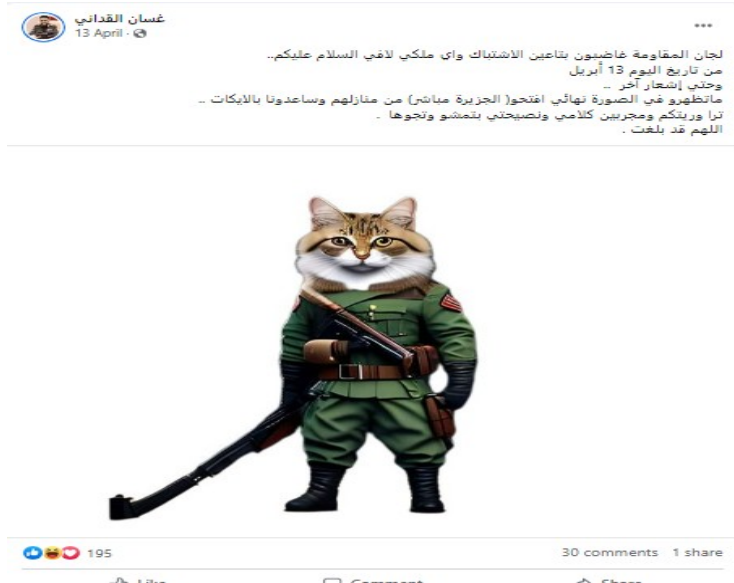 غسان القداني
13 April
لجان المقاومة غاضبون بتاعين الاشتباك واي ملكي لافي السلام عليكم..
من تاريخ اليوم 13 أبريل
وحتي إشعار آخر ..
ماتظهرو في الصورة نهائي افتحو( الجزيرة مباشر) من منازلهم وساعدونا بالايكات ..
ترا وريتكم ومجربين كلامي ونصيحتي بتمشو وتجوها .
اللهم قد بلغت .
195
30 comments 1 share
Like Comment Share